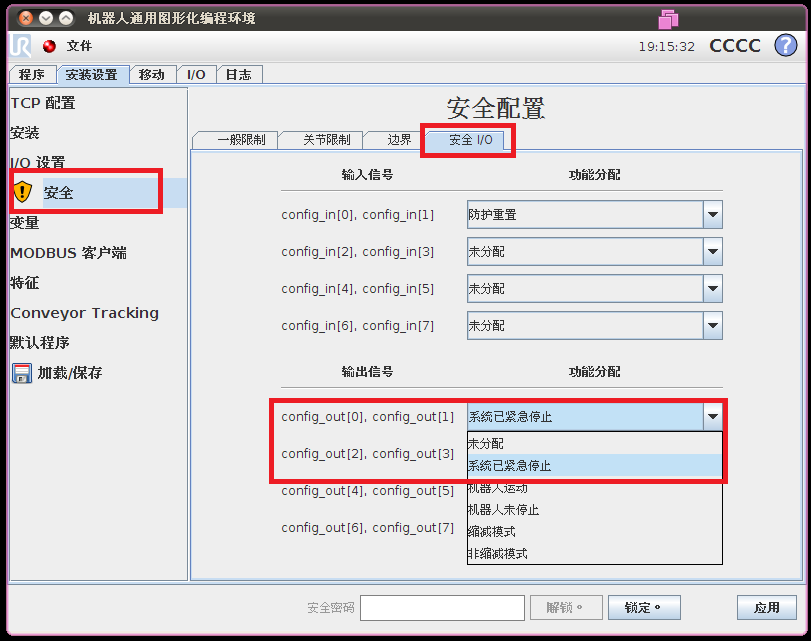 机器人通用图形化编程环境
UR 文件 19:15:32 CCCC ?
程序 安装设置 移动 I/O 日志
TCP 配置
安装
I/O 设置
安全
变量
MODBUS 客户端
特征
Conveyor Tracking
默认程序
加载/保存
安全配置
一般限制 关节限制 边界 安全 I/O
输入信号 功能分配
config_in[0], config_in[1] 防护重置
config_in[2], config_in[3] 未分配
config_in[4], config_in[5] 未分配
config_in[6], config_in[7] 未分配
输出信号 功能分配
config_out[0], config_out[1] 系统已紧急停止
未分配
config_out[2], config_out[3] 系统已紧急停止
config_out[4], config_out[5] 机器人运动
机器人未停止
config_out[6], config_out[7] 缩减模式
非缩减模式
安全密码 解锁 锁定 应用